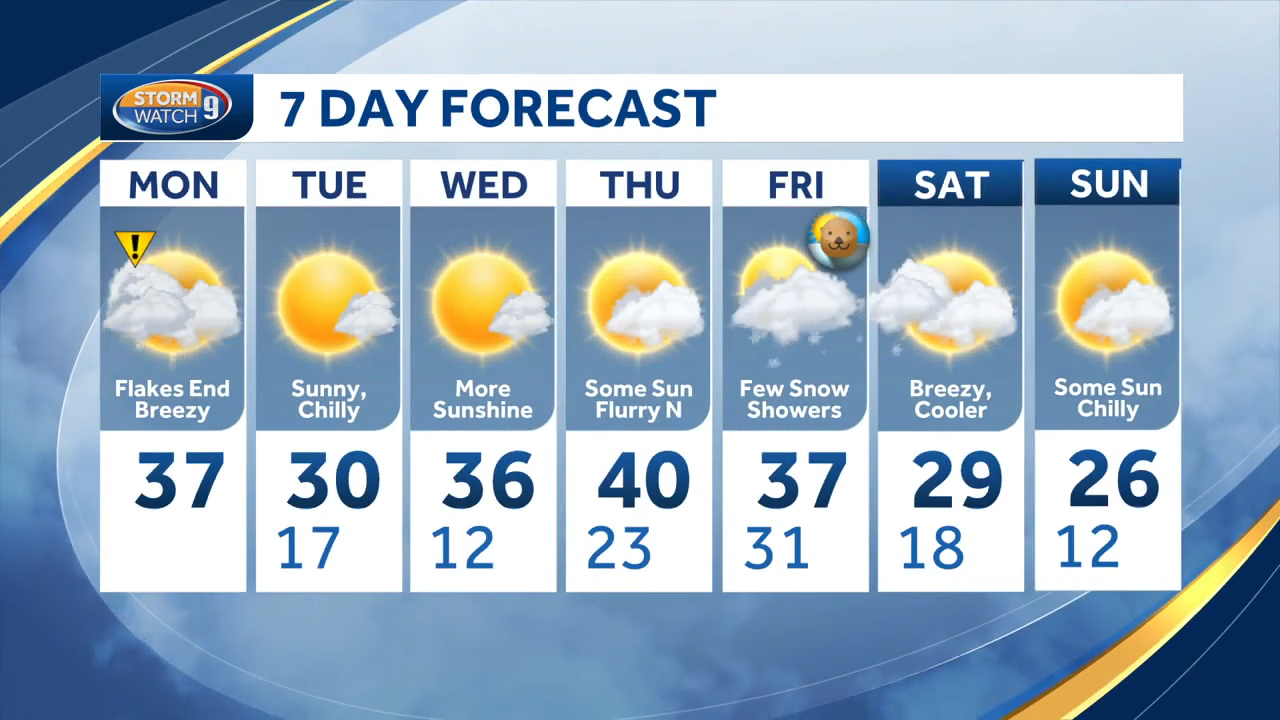 STORM
WATCH 9
7 DAY FORECAST
MON
TUE
WED
THU
FRI
SAT
SUN
!
Flakes End
Breezy
Sunny,
Chilly
More
Sunshine
Some Sun
Flurry N
Few Snow
Showers
Breezy,
Cooler
Some Sun
Chilly
37
30
36
40
37
29
26
17
12
23
31
18
12